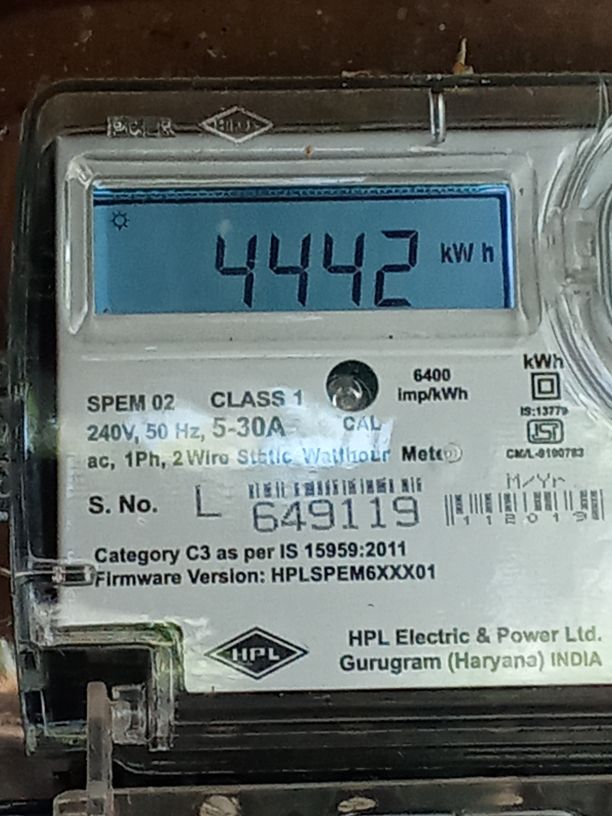 4442 kWh
6400
imp/kWh
kWh
SPEM 02 CLASS 1
CAL
IS:13779
240V, 50 Hz, 5-30A
CM/L-9190783
ac, 1Ph, 2 Wire Static Watthour Meter
M/Yr
S. No. L 649119
112019
Category C3 as per IS 15959:2011
Firmware Version: HPLSPEM6XXX01
HPL
HPL Electric & Power Ltd.
Gurugram (Haryana) INDIA